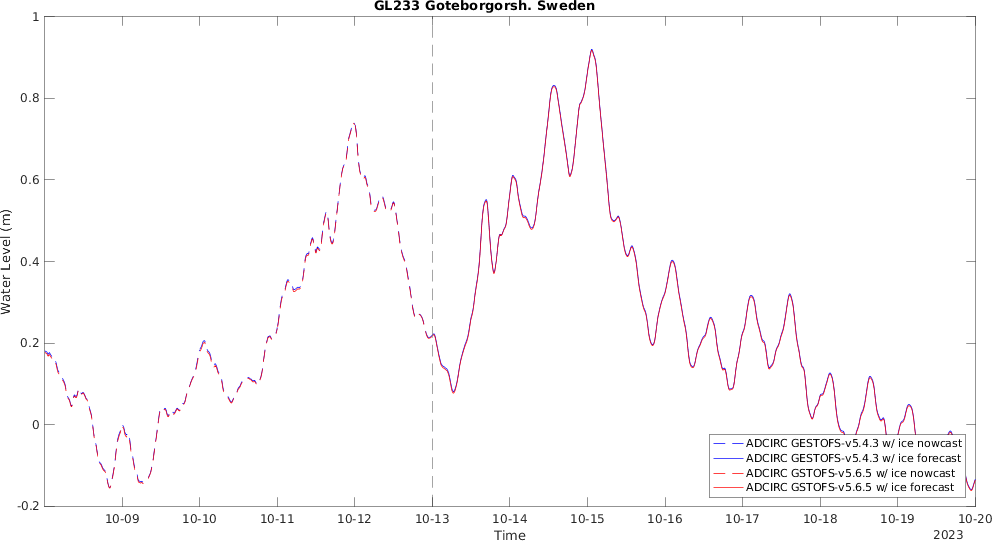 GL233 Goteborgorsh. Sweden
1
0.8
0.6
0.4
0.2
0
-0.2
Water Level (m)
ADCIRC GESTOFS-v5.4.3 w/ ice nowcast
ADCIRC GESTOFS-v5.4.3 w/ ice forecast
ADCIRC GSTOFS-v5.6.5 w/ ice nowcast
ADCIRC GSTOFS-v5.6.5 w/ ice forecast
10-09 10-10 10-11 10-12 10-13 10-14 10-15 10-16 10-17 10-18 10-19 10-20
Time
2023